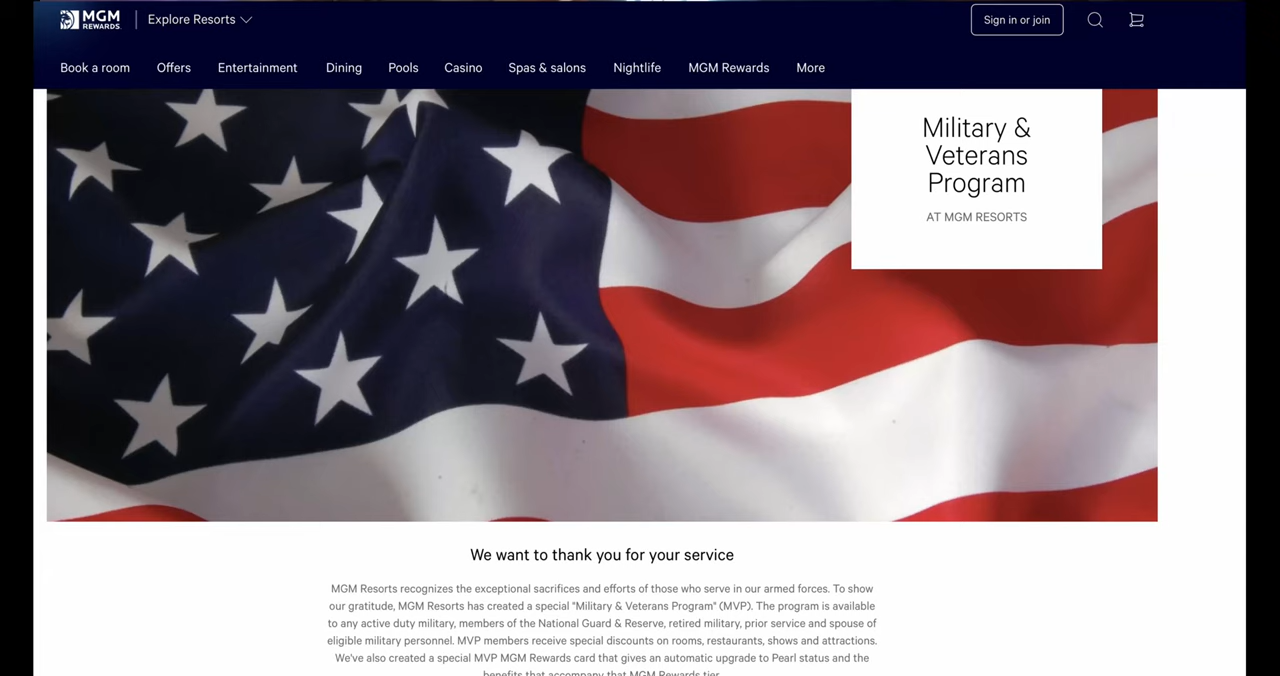 MGM REWARDS
Explore Resorts
Sign in or join
Book a room
Offers
Entertainment
Dining
Pools
Casino
Spas & salons
Nightlife
MGM Rewards
More
Military &
Veterans
Program
AT MGM RESORTS
We want to thank you for your service
MGM Resorts recognizes the exceptional sacrifices and efforts of those who serve in our armed forces. To show
our gratitude, MGM Resorts has created a special "Military & Veterans Program" (MVP). The program is available
to any active duty military, members of the National Guard & Reserve, retired military, prior service and spouse of
eligible military personnel. MVP members receive special discounts on rooms, restaurants, shows and attractions.
We've also created a special MVP MGM Rewards card that gives an automatic upgrade to Pearl status and the
benefits that accompany that MGM Rewards tier.